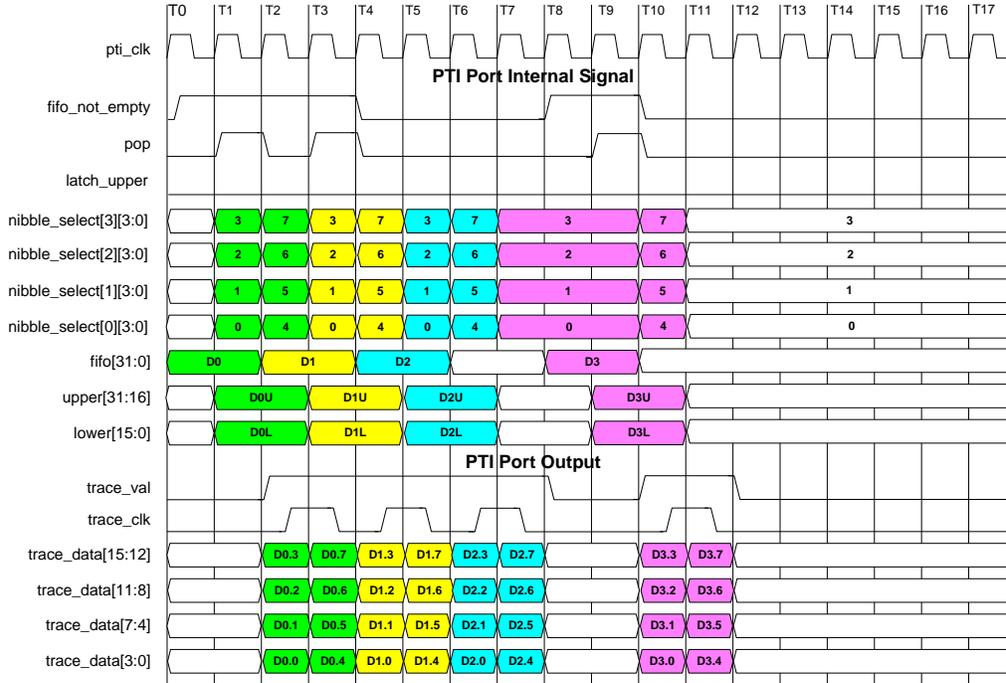 T0 T1 T2 T3 T4 T5 T6 T7 T8 T9 T10 T11 T12 T13 T14 T15 T16 T17
pti_clk
PTI Port Internal Signal
fifo_not_empty
pop
latch_upper
nibble_select[3][3:0] 3 7 3 7 3 7 3 7 3
nibble_select[2][3:0] 2 6 2 6 2 6 2 6 2
nibble_select[1][3:0] 1 5 1 5 1 5 1 5 1
nibble_select[0][3:0] 0 4 0 4 0 4 0 4 0
fifo[31:0] D0 D1 D2 D3
upper[31:16] D0U D1U D2U D3U
lower[15:0] D0L D1L D2L D3L
PTI Port Output
trace_val
trace_clk
trace_data[15:12] D0.3 D0.7 D1.3 D1.7 D2.3 D2.7 D3.3 D3.7
trace_data[11:8] D0.2 D0.6 D1.2 D1.6 D2.2 D2.6 D3.2 D3.6
trace_data[7:4] D0.1 D0.5 D1.1 D1.5 D2.1 D2.5 D3.1 D3.5
trace_data[3:0] D0.0 D0.4 D1.0 D1.4 D2.0 D2.4 D3.0 D3.4